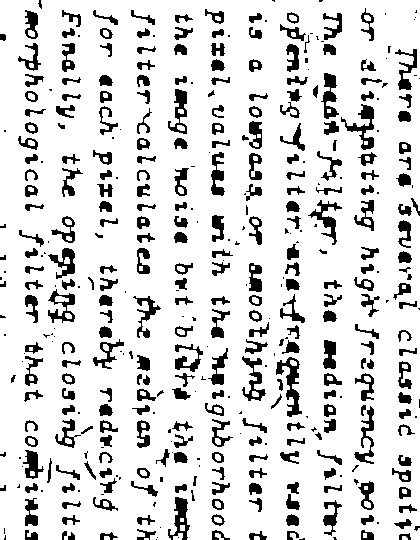 There are several classic spatial
or eliminating high frequency nois
The mean filter, the median filter
opening filter are frequently used
is a lowpass or smoothing filter t
pixel values with the neighborhood
the image noise but blurs the imag
filter calculates the median of th
for each pixel, thereby reducing t
Finally, the opening closing filte
morphological filter that combines